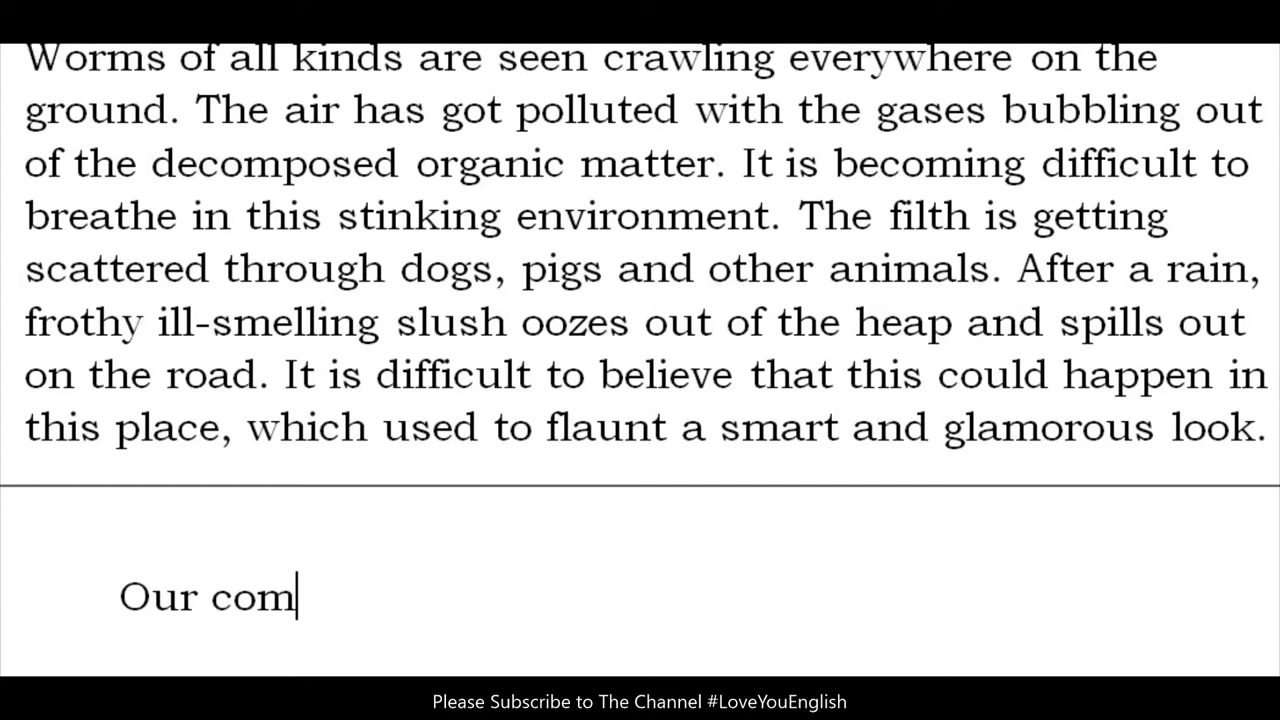 Worms of all kinds are seen crawling everywhere on the
ground. The air has got polluted with the gases bubbling out
of the decomposed organic matter. It is becoming difficult to
breathe in this stinking environment. The filth is getting
scattered through dogs, pigs and other animals. After a rain,
frothy ill-smelling slush oozes out of the heap and spills out
on the road. It is difficult to believe that this could happen in
this place, which used to flaunt a smart and glamorous look.
Our com
Please Subscribe to The Channel #LoveYouEnglish